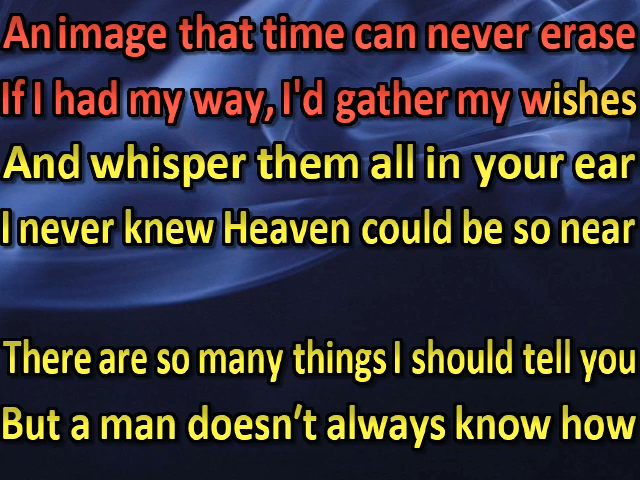 An image that time can never erase
If I had my way, I'd gather my wishes
And whisper them all in your ear
I never knew Heaven could be so near
There are so many things I should tell you
But a man doesn’t always know how